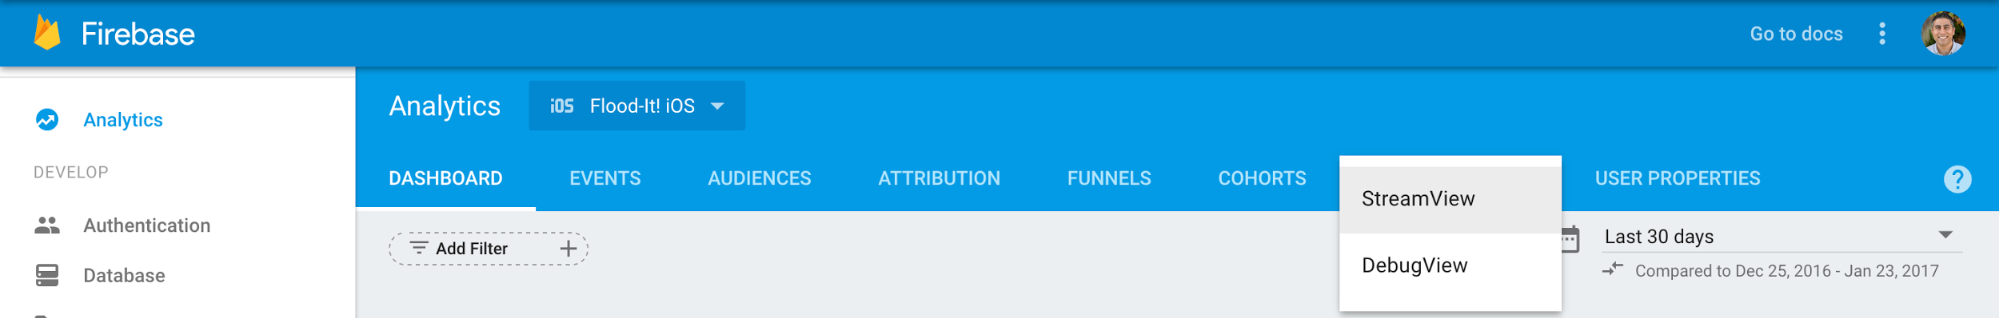 Firebase
Go to docs
Analytics
DEVELOP
Authentication
Database
Analytics
iOS Flood-It! iOS
DASHBOARD EVENTS AUDIENCES ATTRIBUTION FUNNELS COHORTS USER PROPERTIES ?
StreamView
DebugView
Add Filter +
Last 30 days
Compared to Dec 25, 2016 - Jan 23, 2017